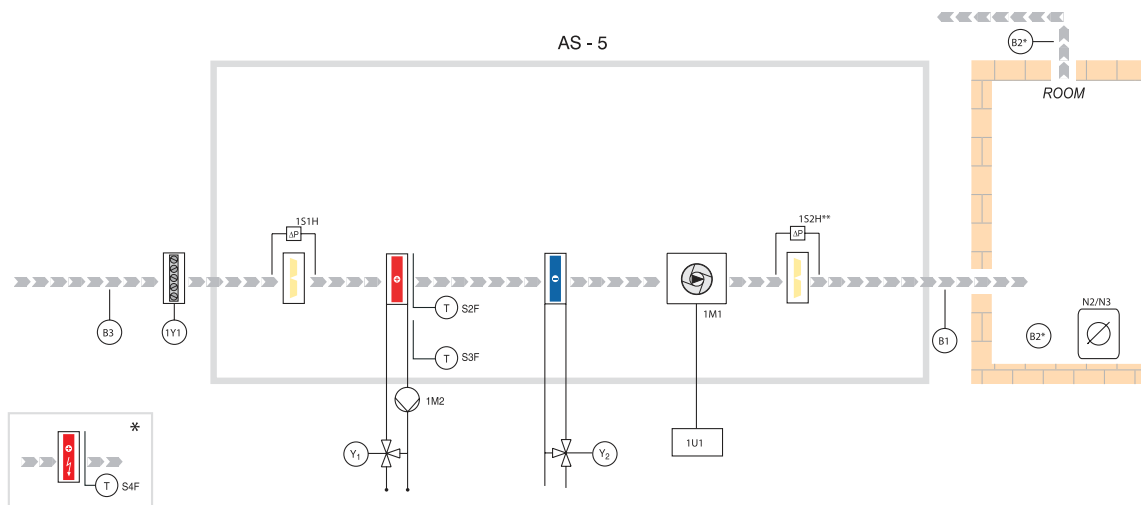 AS - 5
B2*
ROOM
1S1H
ΔP
1S2H**
ΔP
B3
1Y1
T S2F
T S3F
1M1
B1
B2*
N2/N3
1M2
Y1
Y2
1U1
*
T S4F